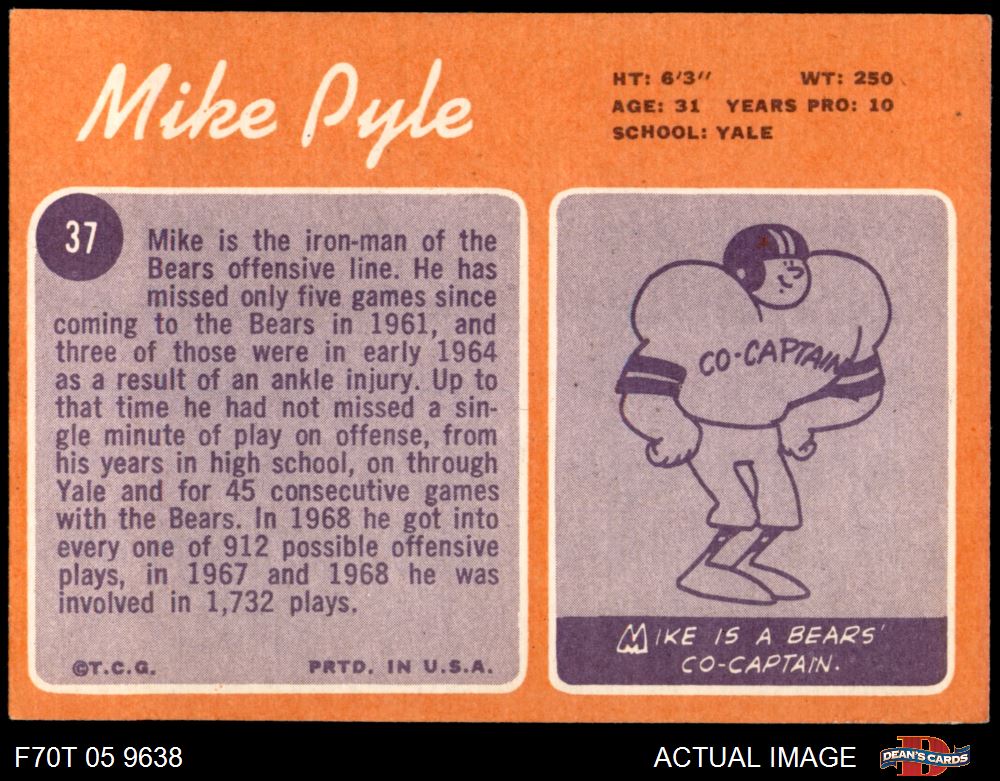 Mike Pyle
HT: 6'3" WT: 250
AGE: 31 YEARS PRO: 10
SCHOOL: YALE
37
Mike is the iron-man of the
Bears offensive line. He has
missed only five games since
coming to the Bears in 1961, and
three of those were in early 1964
as a result of an ankle injury. Up to
that time he had not missed a sin-
gle minute of play on offense, from
his years in high school, on through
Yale and for 45 consecutive games
with the Bears. In 1968 he got into
every one of 912 possible offensive
plays, in 1967 and 1968 he was
involved in 1,732 plays.
©T.C.G. PRTD. IN U.S.A.
CO-CAPTAIN
MIKE IS A BEARS'
CO-CAPTAIN.
F70T 05 9638
ACTUAL IMAGE
DEAN'S CARDS